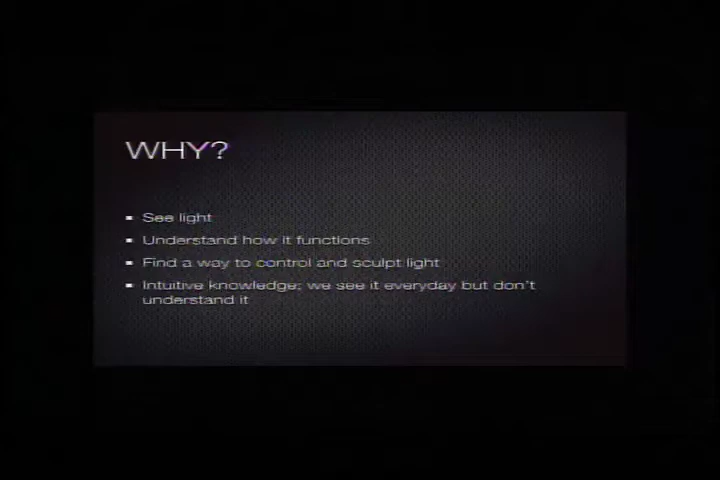 WHY?
See light
Understand how it functions
Find a way to control and sculpt light
Intuitive knowledge; we see it everyday but don't
understand it